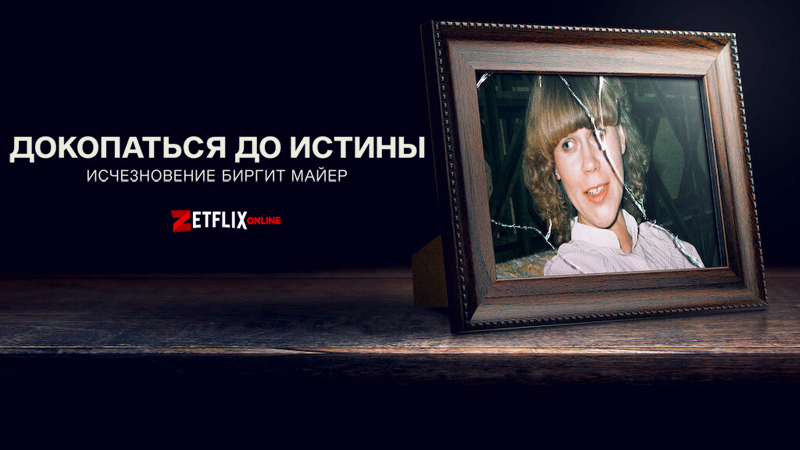 ДОКОПАТЬСЯ ДО ИСТИНЫ
ИСЧЕЗНОВЕНИЕ БИРГИТ МАЙЕР
ZETFLIX ONLINE